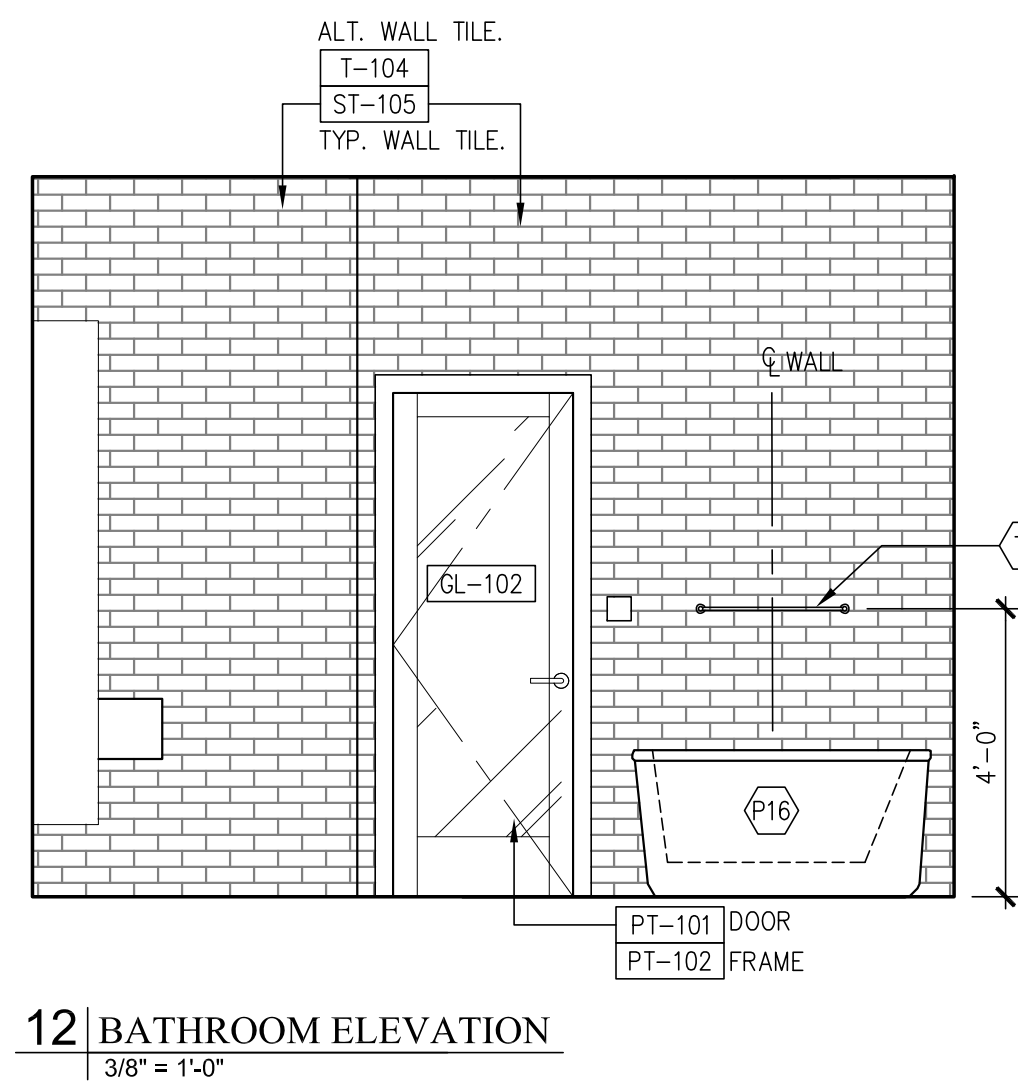 ALT. WALL TILE.
T-104
ST-105
TYP. WALL TILE.
℄ WALL
GL-102
4'-0"
P16
PT-101 DOOR
PT-102 FRAME
12 BATHROOM ELEVATION
3/8" = 1'-0"